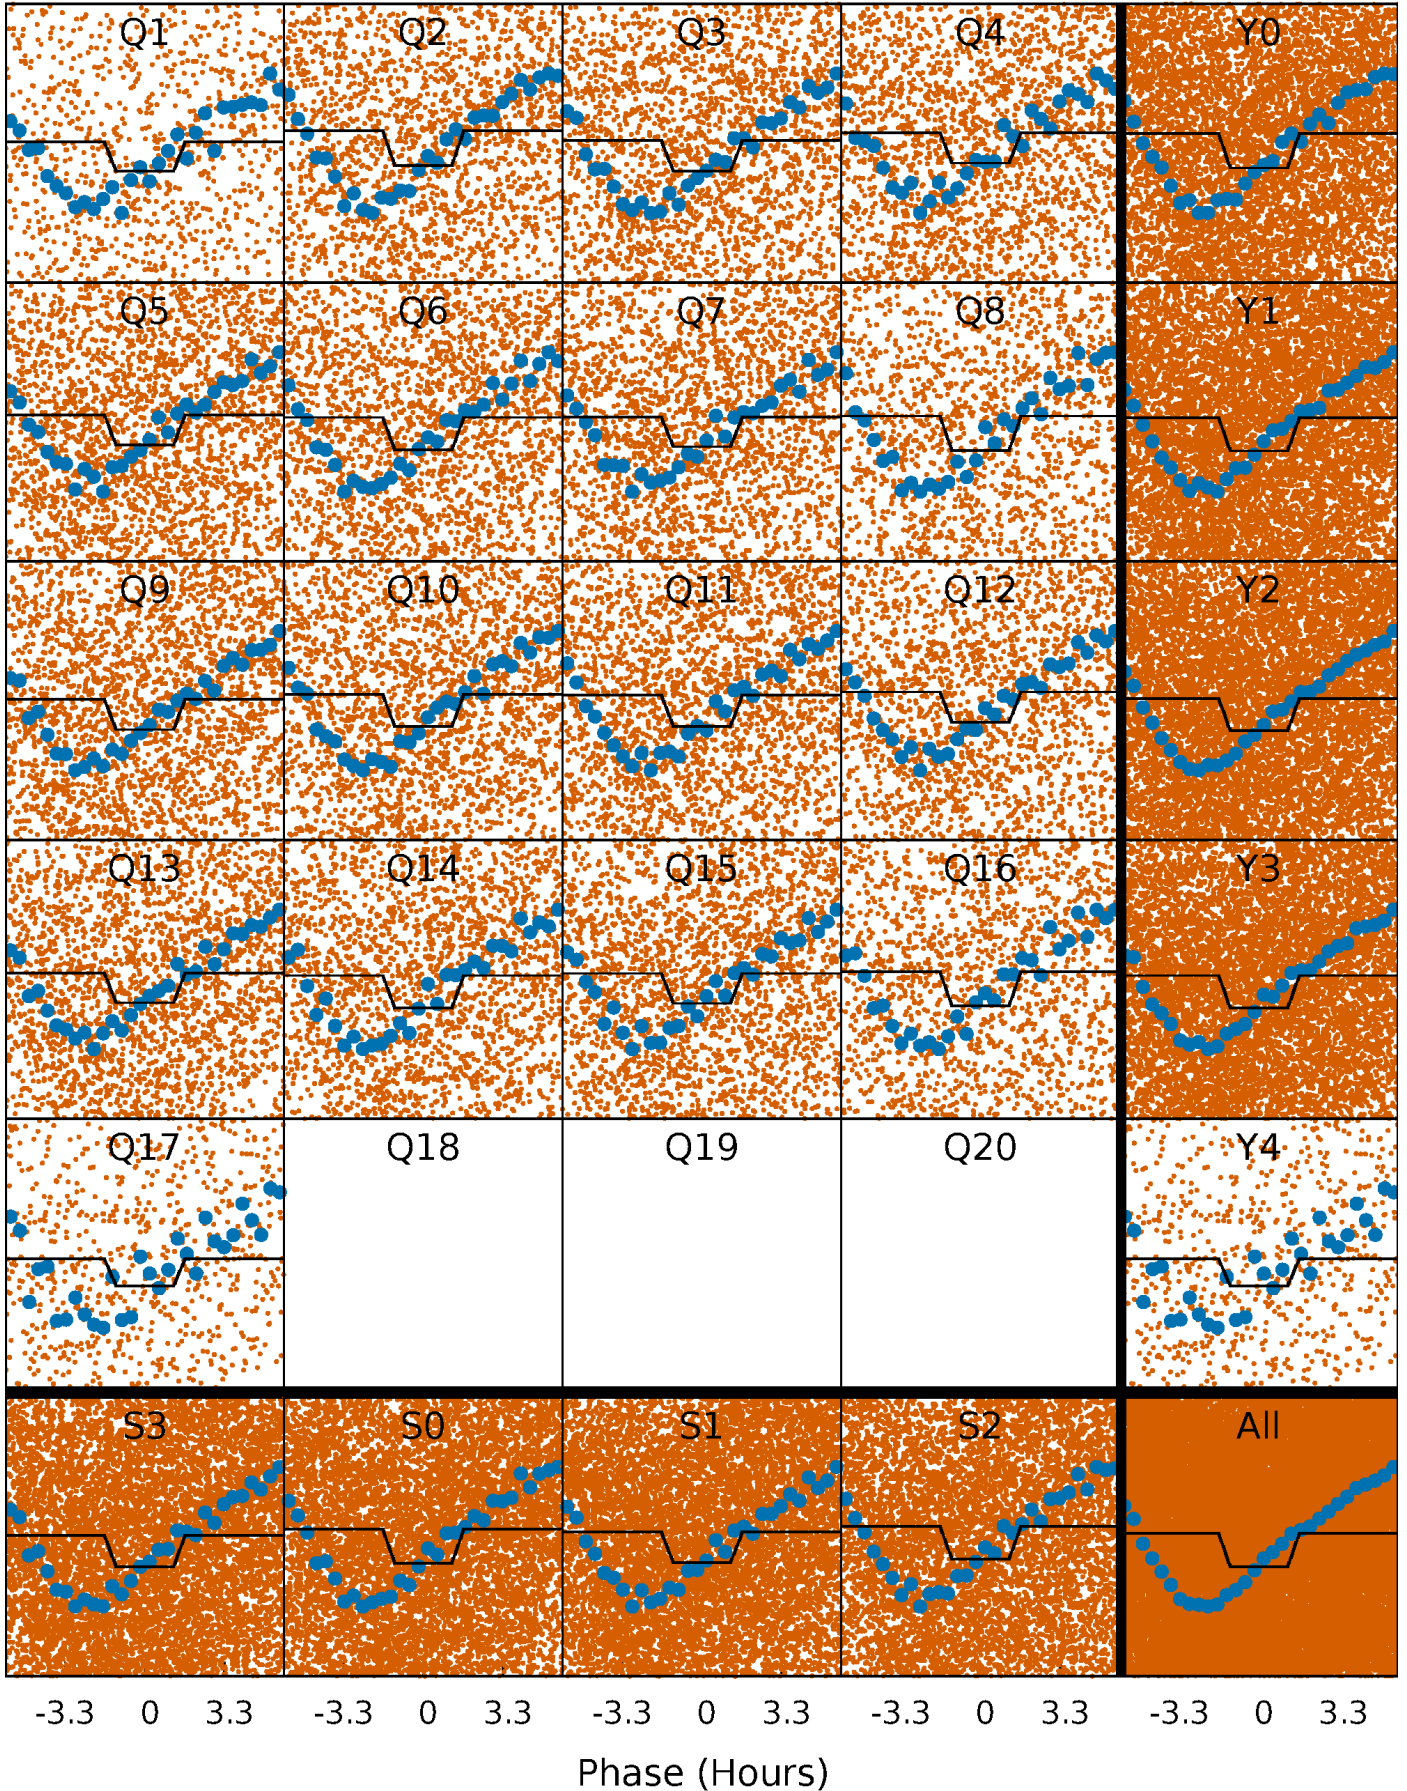 Q1 Q2 Q3 Q4 Y0
Q5 Q6 Q7 Q8 Y1
Q9 Q10 Q11 Q12 Y2
Q13 Q14 Q15 Q16 Y3
Q17 Q18 Q19 Q20 Y4
S3 S0 S1 S2 All
-3.3 0 3.3 -3.3 0 3.3 -3.3 0 3.3 -3.3 0 3.3 -3.3 0 3.3
Phase (Hours)